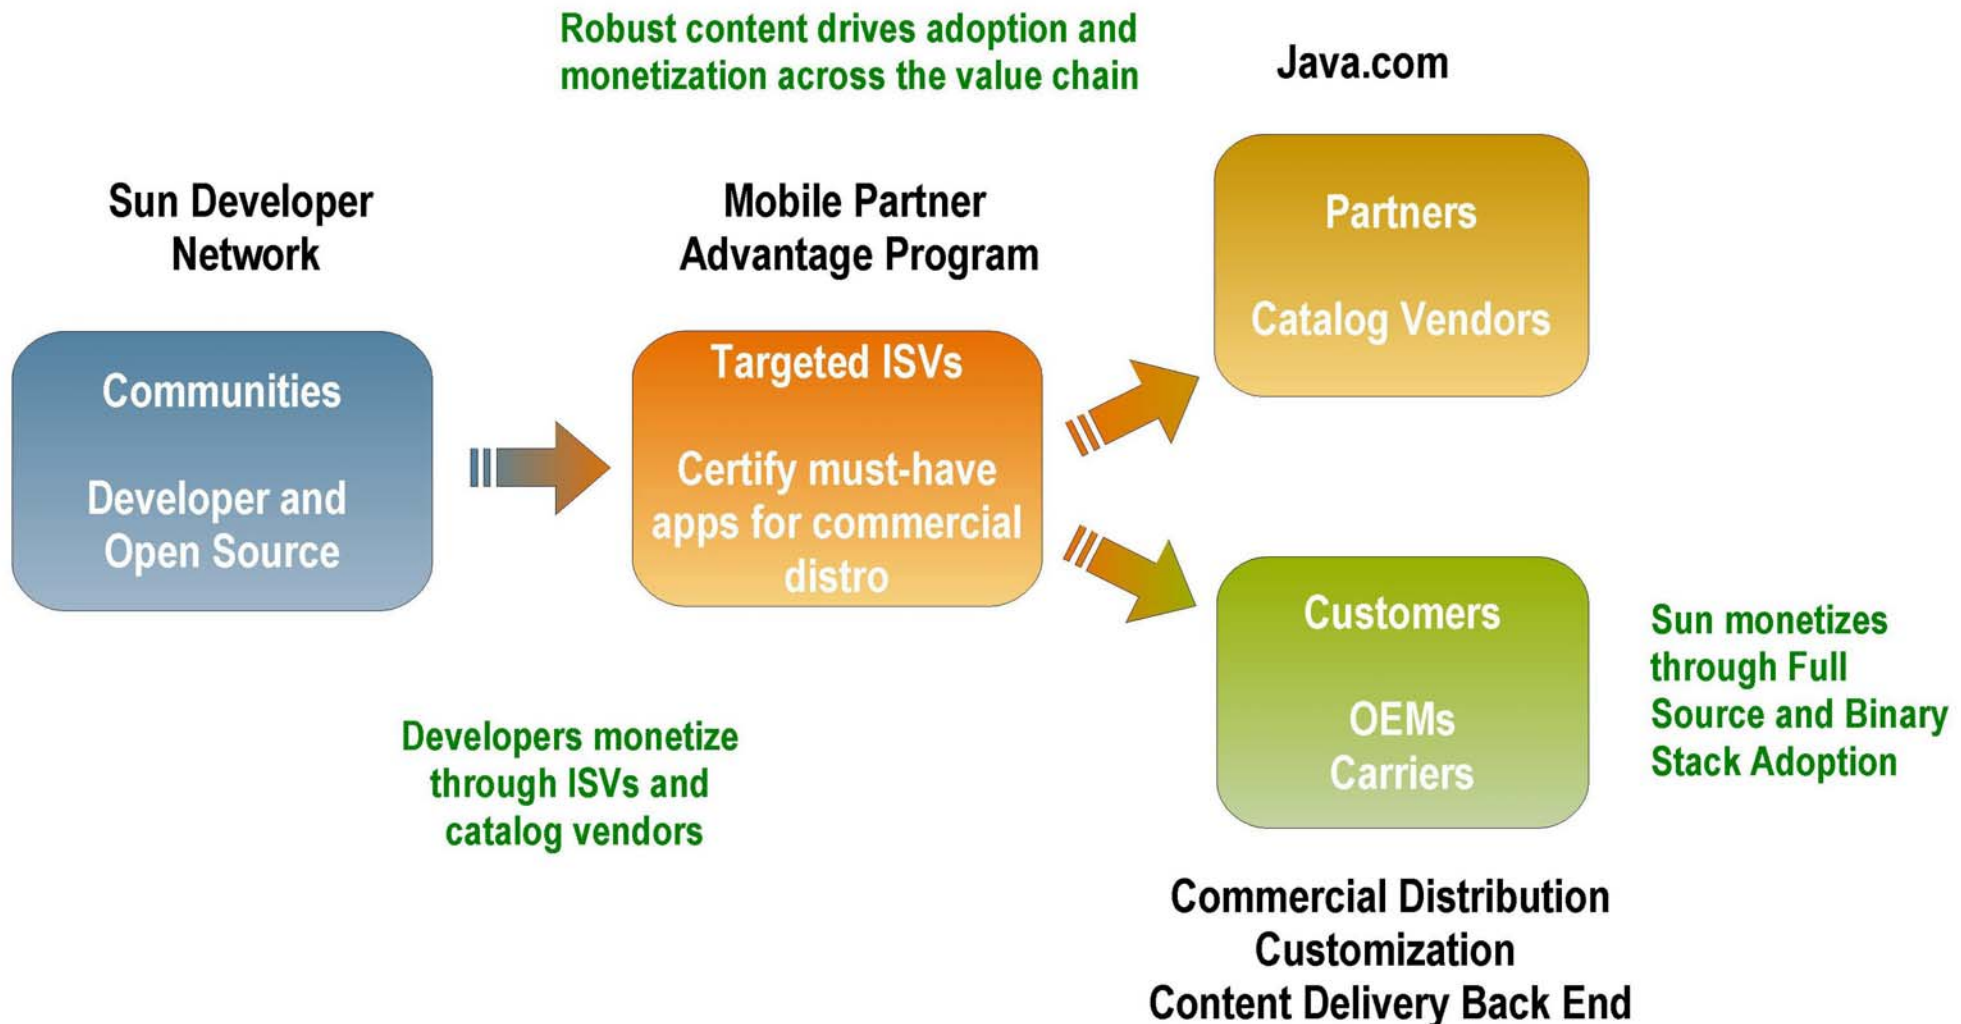 Robust content drives adoption and
monetization across the value chain
Java.com
Sun Developer
Network
Mobile Partner
Advantage Program
Partners
Catalog Vendors
Communities
Developer and
Open Source
Targeted ISVs
Certify must-have
apps for commercial
distro
Customers
OEMs
Carriers
Sun monetizes
through Full
Source and Binary
Stack Adoption
Developers monetize
through ISVs and
catalog vendors
Commercial Distribution
Customization
Content Delivery Back End